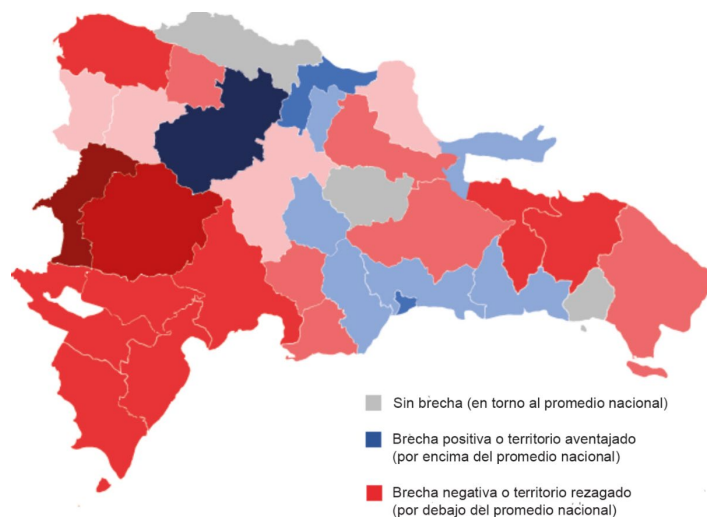 Sin brecha (en torno al promedio nacional)
Brecha positiva o territorio aventajado
(por encima del promedio nacional)
Brecha negativa o territorio rezagado
(por debajo del promedio nacional)